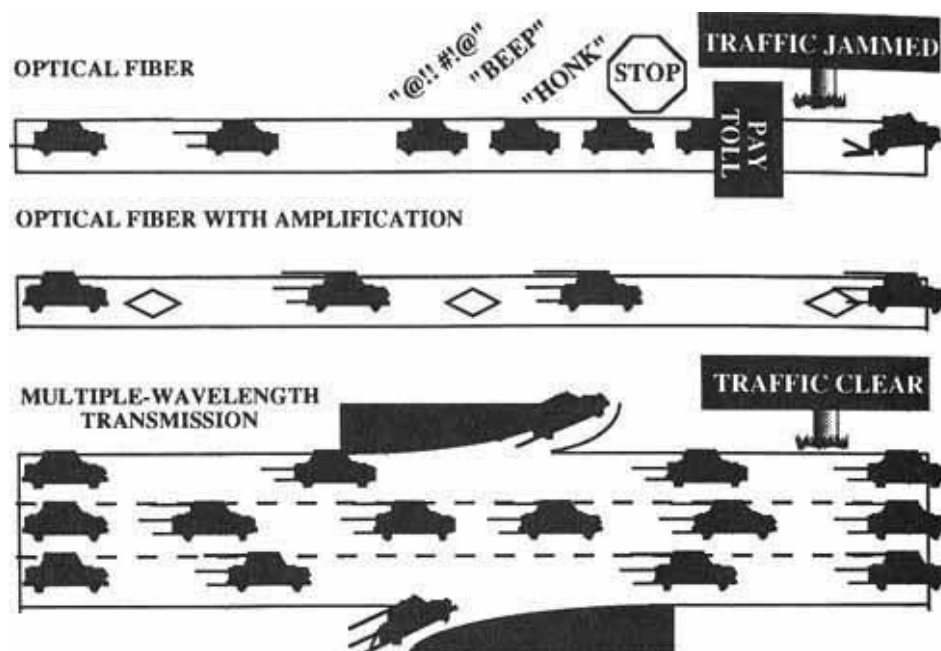 OPTICAL FIBER
"@!! #!@"
"BEEP"
"HONK"
STOP
TRAFFIC JAMMED
PAY
TOLL
OPTICAL FIBER WITH AMPLIFICATION
MULTIPLE-WAVELENGTH
TRANSMISSION
TRAFFIC CLEAR